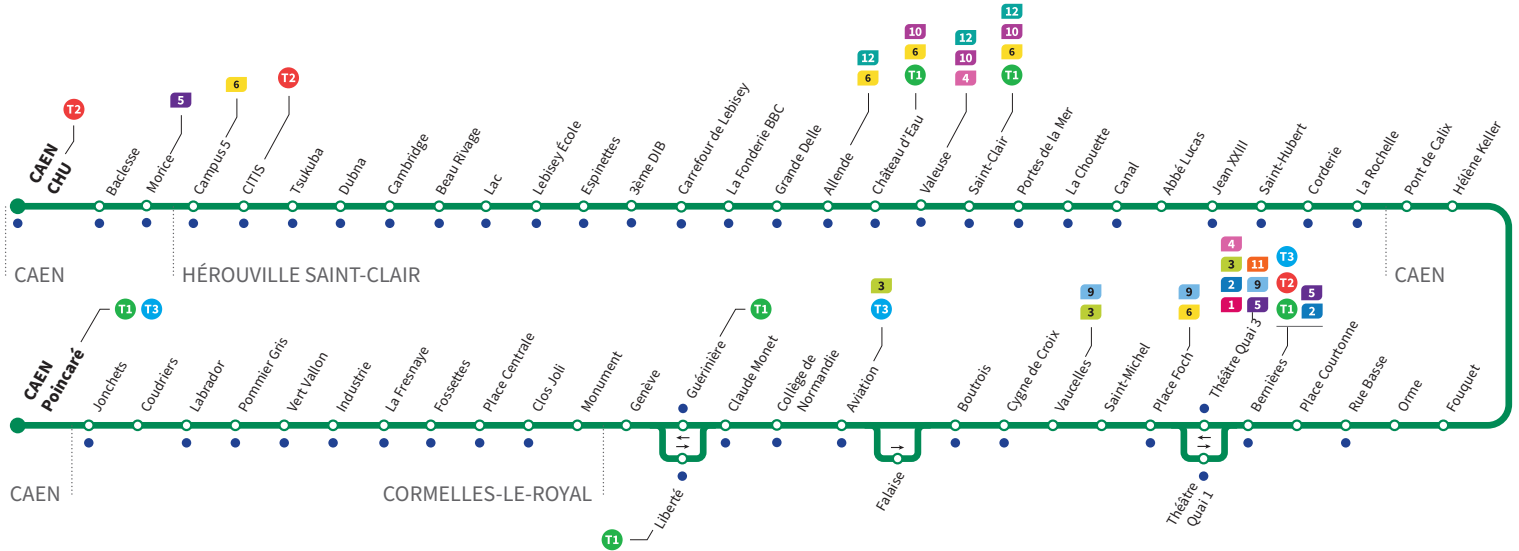 T2
CAEN
CHU
Baclesse
5
Morice
6
Campus 5
T2
CITIS
Tsukuba
Dubna
Cambridge
Beau Rivage
Lac
Lebisey École
Espinettes
3ème DIB
Carrefour de Lebisey
La Fonderie BBC
Grande Delle
12
6
Allende
10
6
T1
Château d'Eau
12
10
4
Valeuse
12
10
6
T1
Saint-Clair
Portes de la Mer
La Chouette
Canal
Abbé Lucas
Jean XXIII
Saint-Hubert
Corderie
La Rochelle
Pont de Calix
Hélène Keller
CAEN
HÉROUVILLE SAINT-CLAIR
CAEN
T1 T3
CAEN
Poincaré
Jonchets
Coudriers
Labrador
Pommier Gris
Vert Vallon
Industrie
La Fresnaye
Fossettes
Place Centrale
Clos Joli
Monument
Genève
T1
Guérinière
Claude Monet
Collège de
Normandie
3
T3
Aviation
Boutrois
Cygne de Croix
9
3
Vaucelles
Saint-Michel
9
6
Place Foch
4
3 11
2 9
1 5
Théâtre Quai 3
T3
T2
T1
5
2
Bernières
Place Courtonne
Rue Basse
Orme
Fouquet
CAEN
CORMELLES-LE-ROYAL
T1
Liberté
Falaise
Théâtre
Quai 1